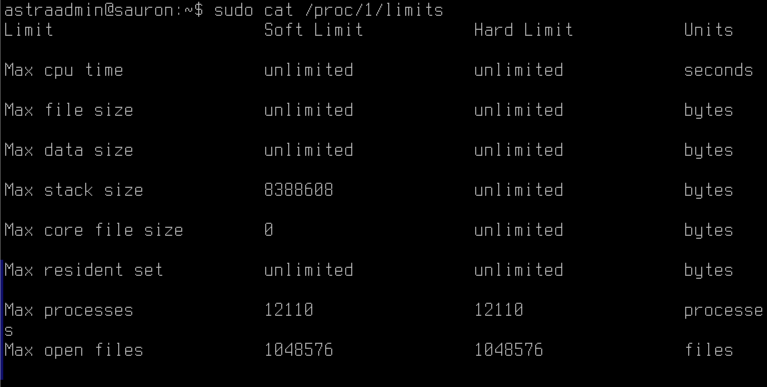 astraadmin@sauron:~$ sudo cat /proc/1/limits
Limit                     Soft Limit           Hard Limit           Units
Max cpu time              unlimited            unlimited            seconds
Max file size             unlimited            unlimited            bytes
Max data size             unlimited            unlimited            bytes
Max stack size            8388608              unlimited            bytes
Max core file size        0                    unlimited            bytes
Max resident set          unlimited            unlimited            bytes
Max processes             12110                12110                processe
s
Max open files            1048576              1048576              files